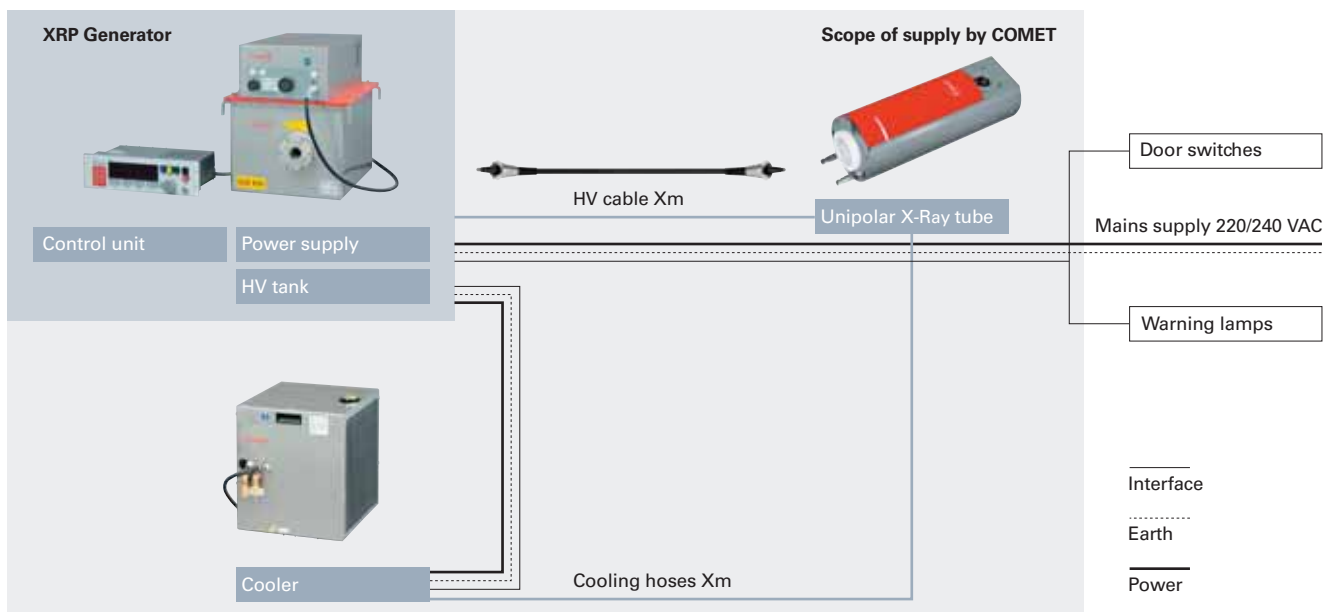 XRP Generator
Scope of supply by COMET
Door switches
HV cable Xm
Unipolar X-Ray tube
Mains supply 220/240 VAC
Control unit
Power supply
HV tank
Warning lamps
Interface
Earth
Cooler
Cooling hoses Xm
Power